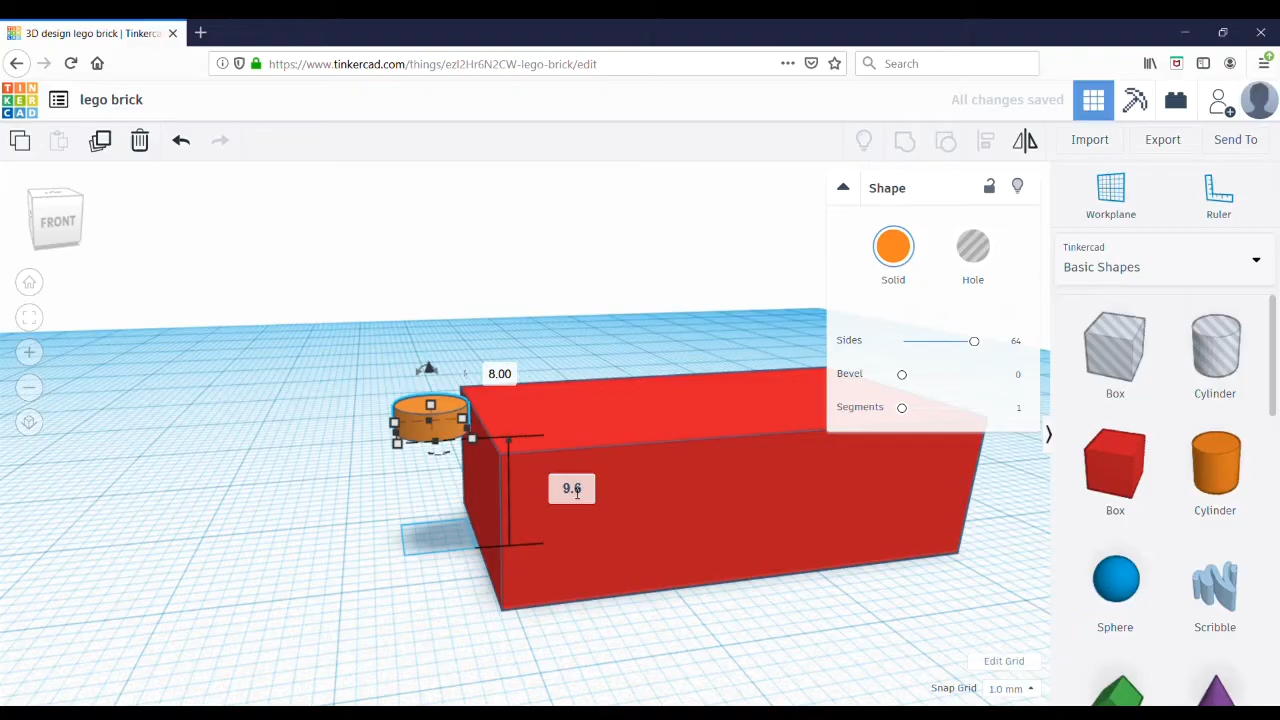 3D design lego brick | Tinkerca
https://www.tinkercad.com/things/ezl2Hr6N2CW-lego-brick/edit
Search
TIN
KER
CAD
lego brick
All changes saved
Import
Export
Send To
Shape
Solid
Hole
Sides
64
Bevel
0
Segments
1
Workplane
Ruler
Tinkercad
Basic Shapes
Box
Cylinder
Box
Cylinder
Sphere
Scribble
FRONT
8.00
9.6
Edit Grid
Snap Grid
1.0 mm